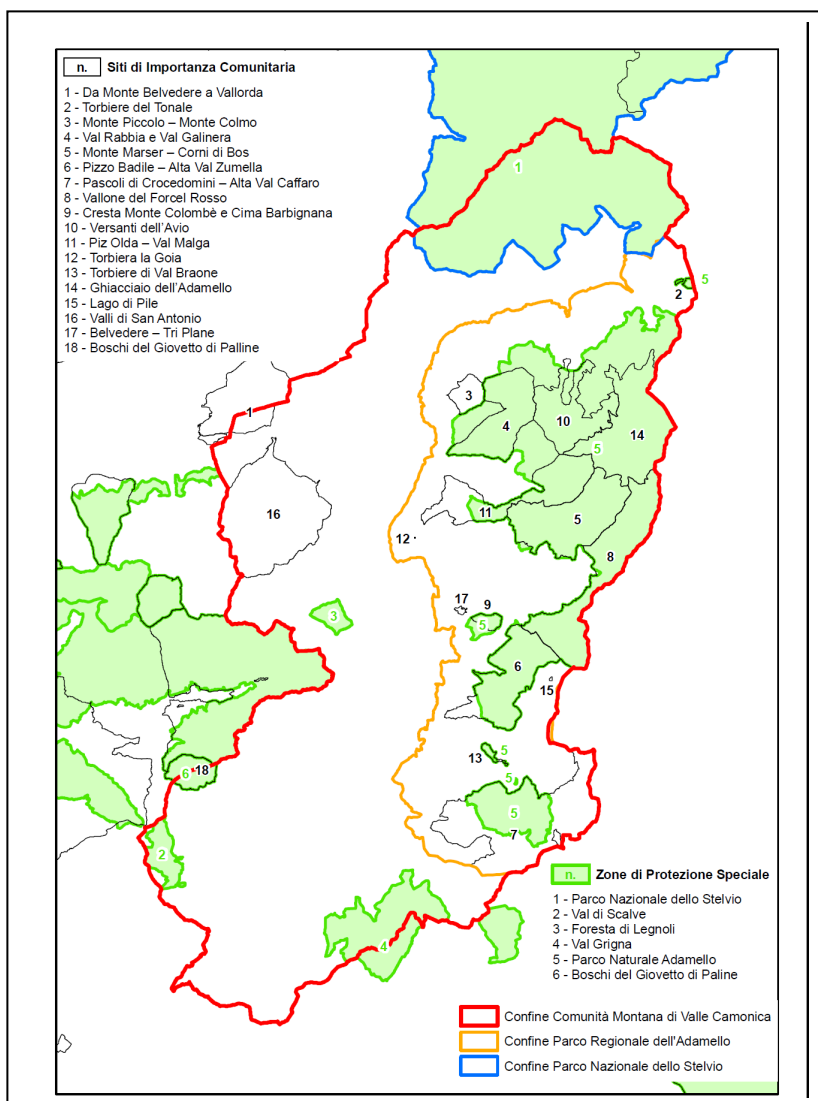 n. Siti di Importanza Comunitaria
1 - Da Monte Belvedere a Vallorda
2 - Torbiere del Tonale
3 - Monte Piccolo – Monte Colmo
4 - Val Rabbia e Val Galinera
5 - Monte Marser – Corni di Bos
6 - Pizzo Badile – Alta Val Zumella
7 - Pascoli di Crocedomini – Alta Val Caffaro
8 - Vallone del Forcel Rosso
9 - Cresta Monte Colombè e Cima Barbignana
10 - Versanti dell'Avio
11 - Piz Olda – Val Malga
12 - Torbiera la Goia
13 - Torbiere di Val Braone
14 - Ghiacciaio dell'Adamello
15 - Lago di Pile
16 - Valli di San Antonio
17 - Belvedere – Tri Plane
18 - Boschi del Giovetto di Palline
1
5
2
3
1
10
4
14
5
16
11
5
12
8
17
9
3
5
6
15
13
5
6
18
5
5
7
2
4
n. Zone di Protezione Speciale
1 - Parco Nazionale dello Stelvio
2 - Val di Scalve
3 - Foresta di Legnoli
4 - Val Grigna
5 - Parco Naturale Adamello
6 - Boschi del Giovetto di Paline
Confine Comunità Montana di Valle Camonica
Confine Parco Regionale dell'Adamello
Confine Parco Nazionale dello Stelvio